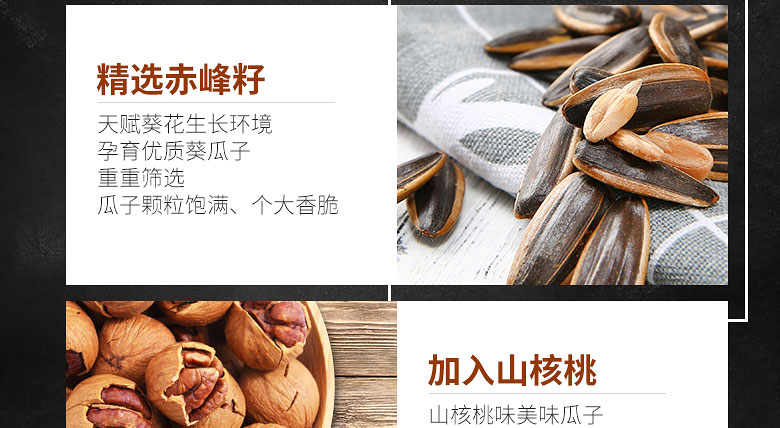 精选赤峰籽
天赋葵花生长环境
孕育优质葵瓜子
重重筛选
瓜子颗粒饱满、个大香脆
加入山核桃
山核桃味美味瓜子